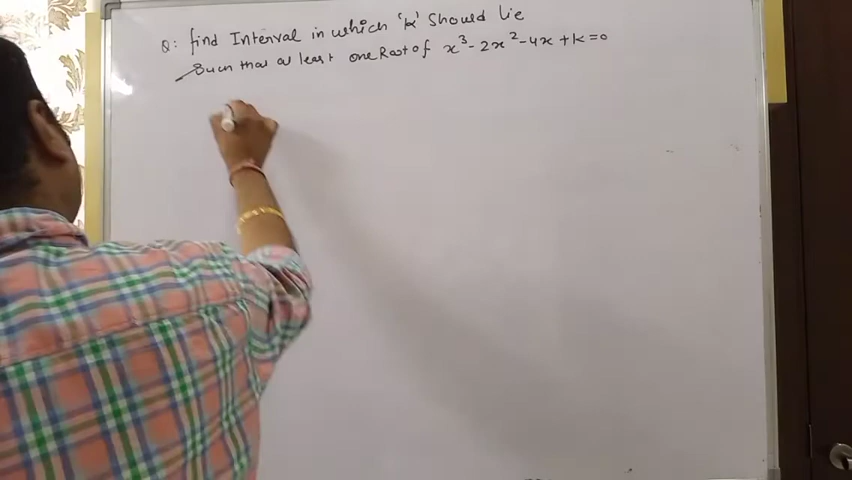 Q: find Interval in which 'k' should lie
Such that at least one Root of x³-2x²-4x+k=0